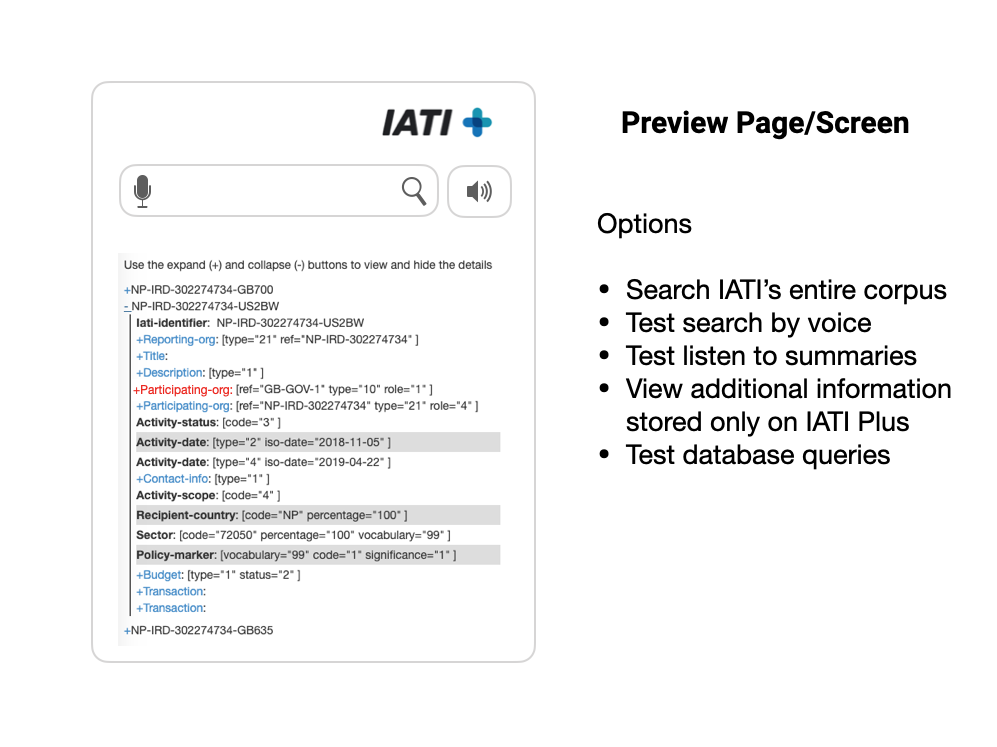 IATI
Preview Page/Screen
Use the expand (+) and collapse (-) buttons to view and hide the details
+NP-IRD-302274734-GB700
- NP-IRD-302274734-US2BW
Iati-identifier: NP-IRD-302274734-US2BW
+Reporting-org: [type="21" ref="NP-IRD-302274734" ]
+Title:
+Description: [type="1" ]
+Participating-org: [ref="GB-GOV-1" type="10" role="1" ]
+Participating-org: [ref="NP-IRD-302274734" type="21" role="4" ]
Activity-status: [code="3" ]
Activity-date: [type="2" iso-date="2018-11-05" ]
Activity-date: [type="4" iso-date="2019-04-22" ]
+Contact-info: [type="1" ]
Activity-scope: [code="4" ]
Recipient-country: [code="NP" percentage="100" ]
Sector: [code="72050" percentage="100" vocabulary="99" ]
Policy-marker: [vocabulary="99" code="1" significance="1" ]
+Budget: [type="1" status="2" ]
+Transaction:
+Transaction:
+NP-IRD-302274734-GB635
Options
• Search IATI’s entire corpus
• Test search by voice
• Test listen to summaries
• View additional information
stored only on IATI Plus
• Test database queries